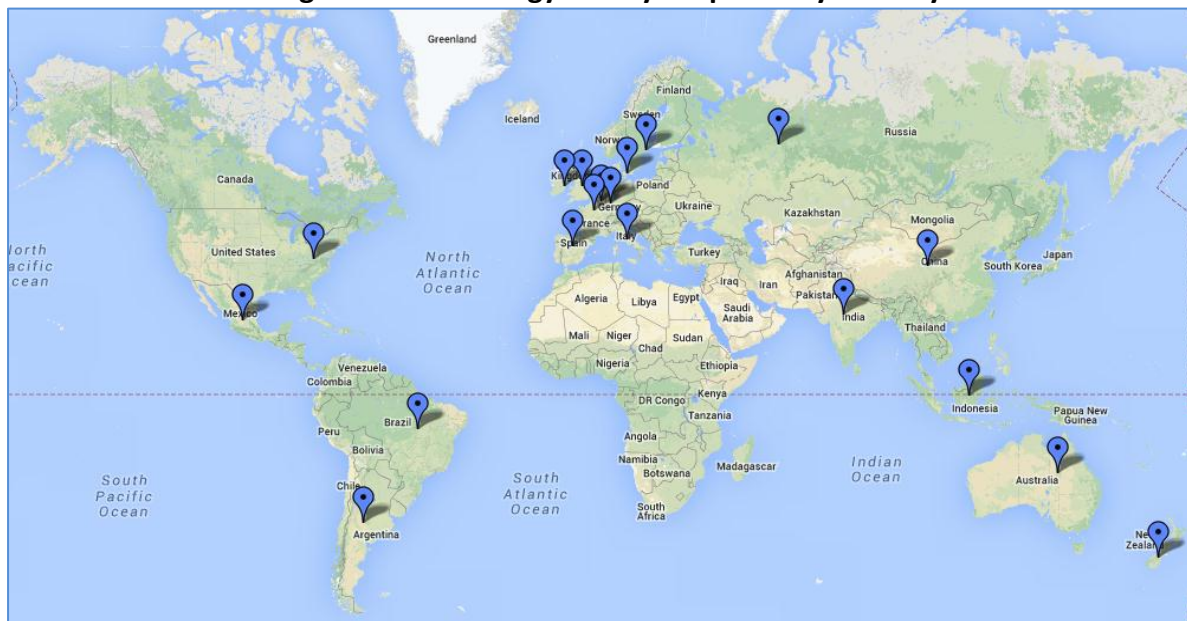 Greenland
Iceland
Finland
Sweden
Norw
Russia
Canada
Poland
Ukraine
Kazakhstan
Mongolia
France
Italy
Spain
Turkey
North
Atlantic
Ocean
United States
China
South Korea
Japan
Afghanistan
Iraq
Iran
Pakistan
India
Algeria
Libya
Egypt
Saudi
Arabia
Mexico
Mali
Niger
Chad
Sudan
Thailand
Nigeria
Ethiopia
Venezuela
Colombia
DR Congo
Kenya
Tanzania
Indonesia
Papua New
Guinea
Brazil
Peru
Bolivia
Angola
Namibia
Botswana
Madagascar
Indian
Ocean
Australia
South
Pacific
Ocean
Chile
South
Atlantic
Ocean
South
Africa
Argentina
New
Zealand